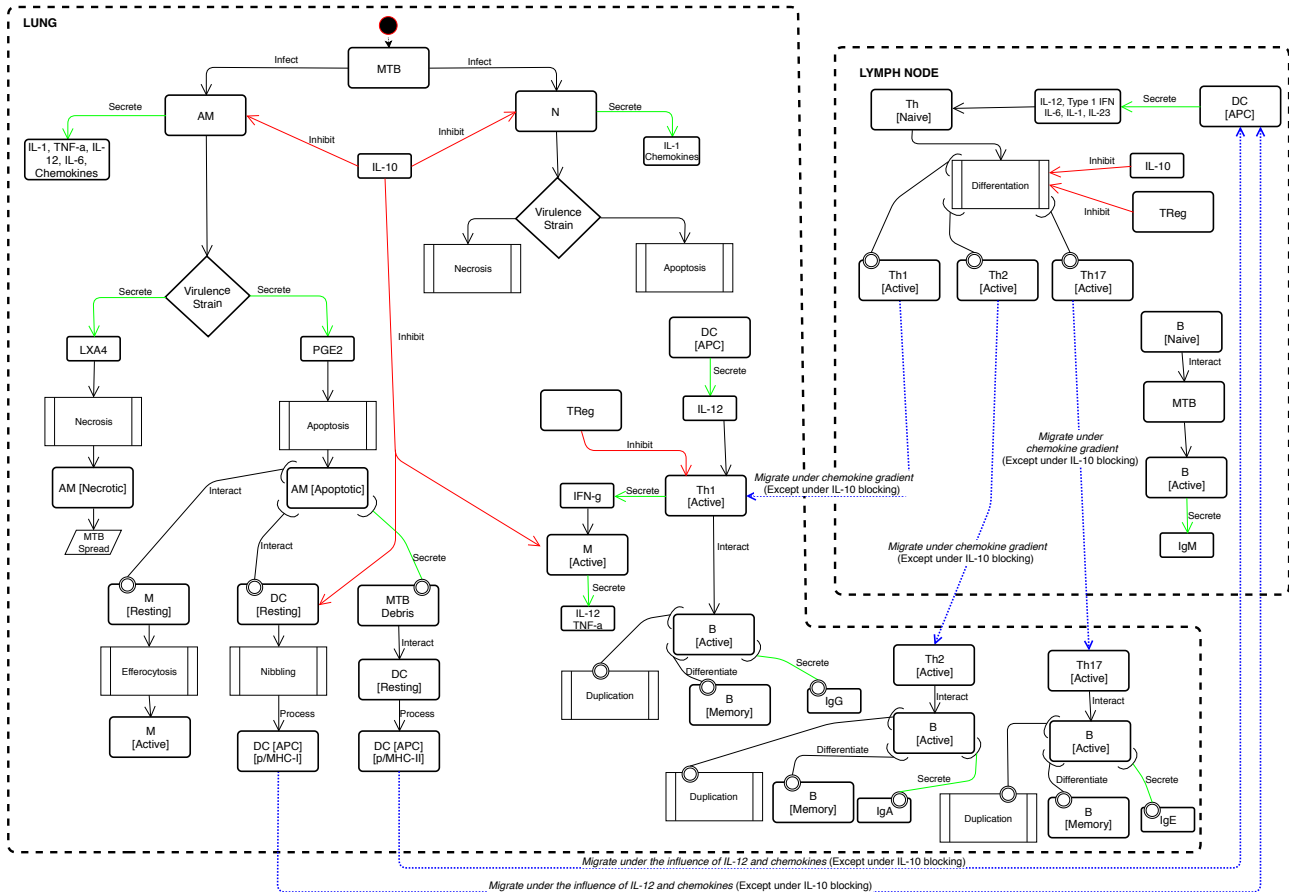 LUNG
MTB
Infect
Infect
LYMPH NODE
Secrete
AM
N
Secrete
Inhibit
Inhibit
IL-10
IL-1, TNF-a, IL-
12, IL-6,
Chemokines
IL-1
Chemokines
Th
[Naive]
IL-12, Type 1 IFN
IL-6, IL-1, IL-23
Secrete
DC
[APC]
Differentation
Inhibit
IL-10
Inhibit
TReg
Virulence
Strain
Necrosis
Apoptosis
Th1
[Active]
Th2
[Active]
Th17
[Active]
Virulence
Strain
Secrete
Secrete
LXA4
PGE2
Inhibit
DC
[APC]
Secrete
IL-12
B
[Naive]
Interact
MTB
B
[Active]
Secrete
IgM
Necrosis
Apoptosis
TReg
Inhibit
AM [Necrotic]
AM [Apoptotic]
MTB
Spread
Interact
Interact
Secrete
IFN-g
Secrete
Th1
[Active]
Migrate under chemokine gradient
(Except under IL-10 blocking)
Migrate under
chemokine gradient
(Except under IL-10 blocking)
Migrate under chemokine gradient
(Except under IL-10 blocking)
M
[Active]
Secrete
IL-12
TNF-a
Interact
M
[Resting]
DC
[Resting]
MTB
Debris
Interact
Efferocytosis
Nibbling
DC
[Resting]
Process
Process
M
[Active]
DC [APC]
[p/MHC-I]
DC [APC]
[p/MHC-II]
B
[Active]
Duplication
Differentiate
B
[Memory]
Secrete
IgG
Th2
[Active]
Interact
B
[Active]
Differentiate
Duplication
B
[Memory]
Secrete
IgA
Th17
[Active]
Interact
B
[Active]
Duplication
Differentiate
B
[Memory]
Secrete
IgE
Migrate under the influence of IL-12 and chemokines (Except under IL-10 blocking)
Migrate under the influence of IL-12 and chemokines (Except under IL-10 blocking)